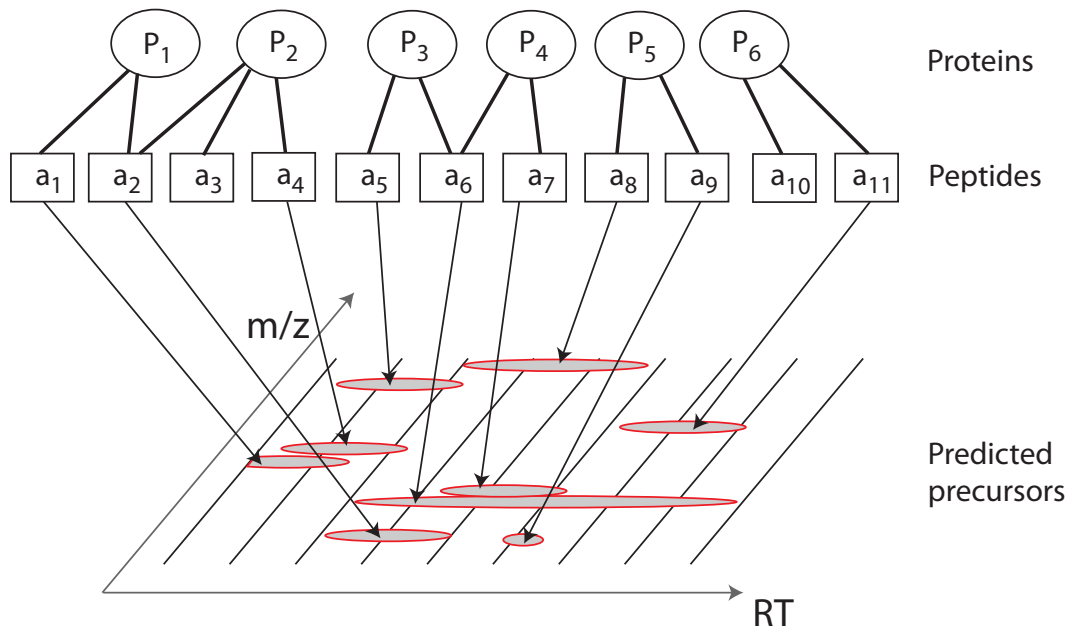 P1 P2 P3 P4 P5 P6 Proteins
a1 a2 a3 a4 a5 a6 a7 a8 a9 a10 a11 Peptides
m/z
Predicted
precursors
RT